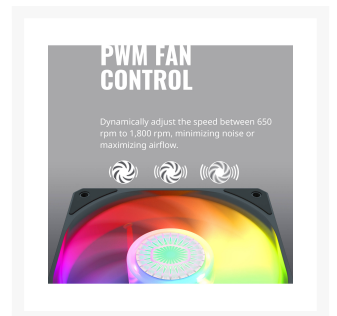 PWM FAN
CONTROL
Dynamically adjust the speed between 650
rpm to 1,800 rpm, minimizing noise or
maximizing airflow.